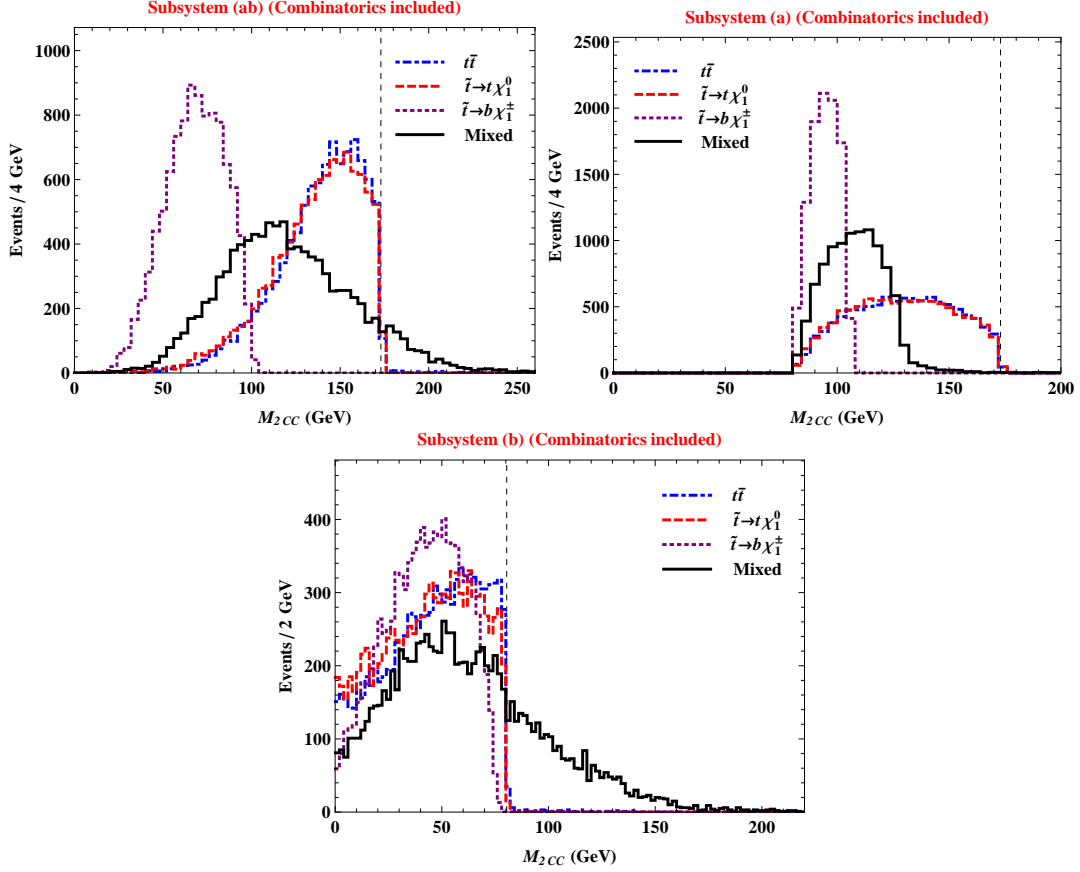 Subsystem (ab) (Combinatorics included)
Events / 4 GeV
1000
800
600
400
200
0
0 50 100 150 200 250
M2CC (GeV)
tt̄
t̃→tχ₁⁰
t̃→bχ₁±
Mixed
Subsystem (a) (Combinatorics included)
Events / 4 GeV
2500
2000
1500
1000
500
0
0 50 100 150 200
M2CC (GeV)
tt̄
t̃→tχ₁⁰
t̃→bχ₁±
Mixed
Subsystem (b) (Combinatorics included)
Events / 2 GeV
400
300
200
100
0
0 50 100 150 200
M2CC (GeV)
tt̄
t̃→tχ₁⁰
t̃→bχ₁±
Mixed